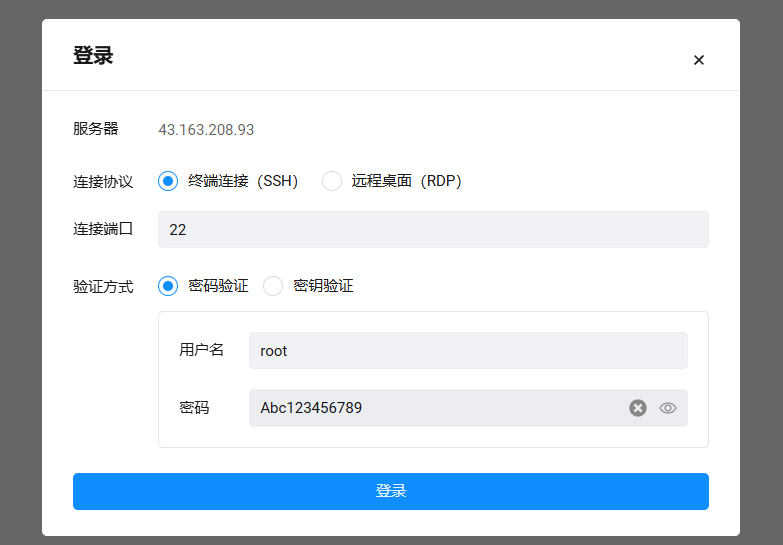 登录
服务器 43.163.208.93
连接协议 终端连接（SSH） 远程桌面（RDP）
连接端口 22
验证方式 密码验证 密钥验证
用户名 root
密码 Abc123456789
登录